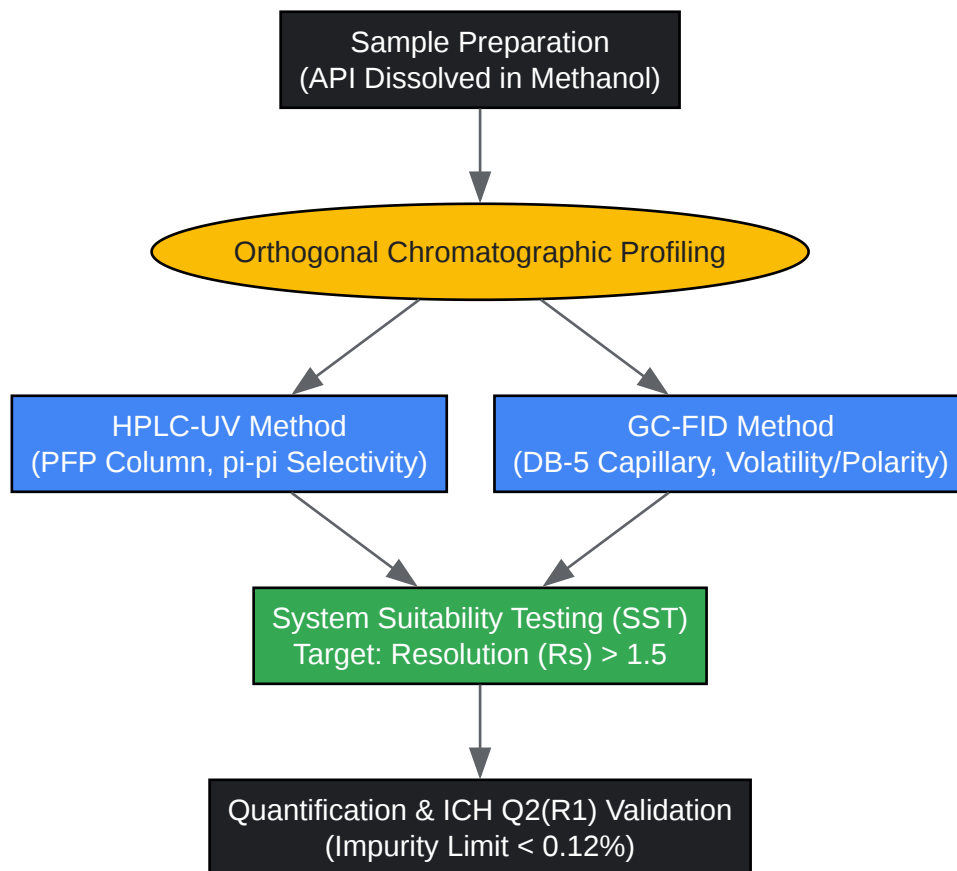 Sample Preparation
(API Dissolved in Methanol)
Orthogonal Chromatographic Profiling
HPLC-UV Method
(PFP Column, pi-pi Selectivity)
GC-FID Method
(DB-5 Capillary, Volatility/Polarity)
System Suitability Testing (SST)
Target: Resolution (Rs) > 1.5
Quantification & ICH Q2(R1) Validation
(Impurity Limit < 0.12%)